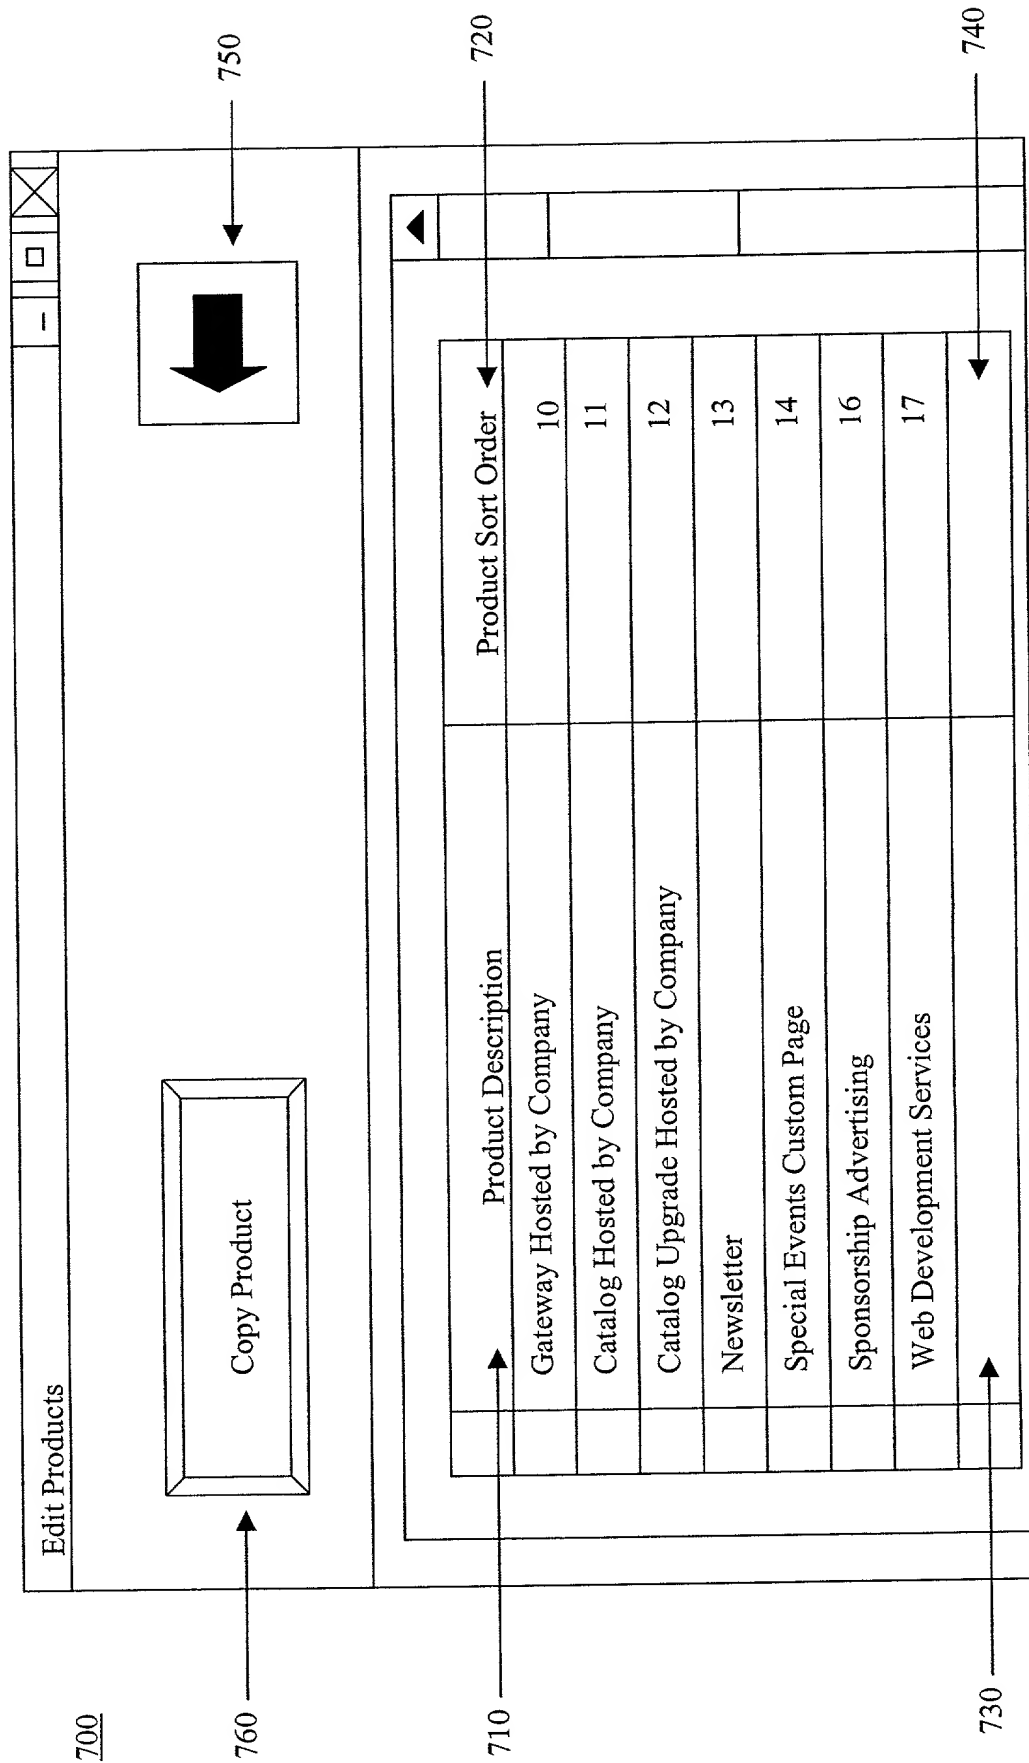 700
Edit Products
760
Copy Product
750
710
Product Description
Product Sort Order
720
Gateway Hosted by Company
10
Catalog Hosted by Company
11
Catalog Upgrade Hosted by Company
12
Newsletter
13
Special Events Custom Page
14
Sponsorship Advertising
16
Web Development Services
17
730
740